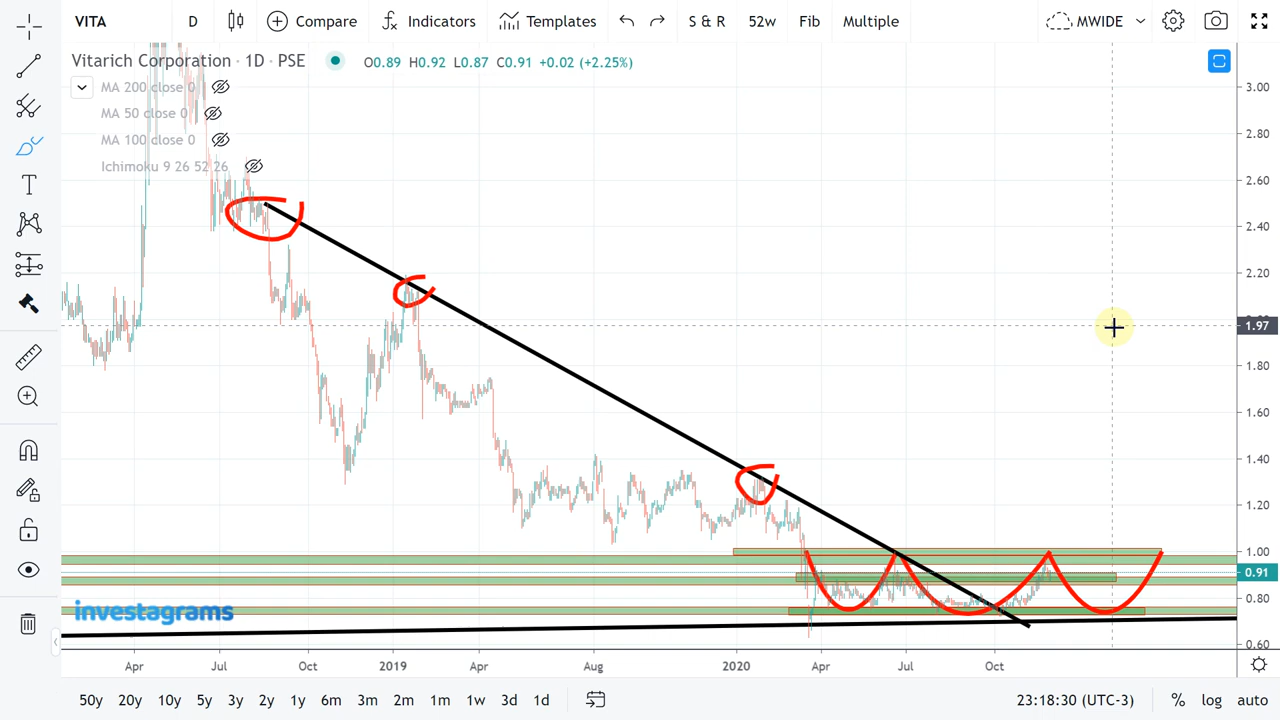 VITA D Compare Indicators Templates S & R 52w Fib Multiple MWIDE
Vitarich Corporation · 1D · PSE O0.89 H0.92 L0.87 C0.91 +0.02 (+2.25%)
MA 200 close 0
MA 50 close 0
MA 100 close 0
Ichimoku 9 26 52 26
3.00
2.80
2.60
2.40
2.20
1.97
1.80
1.60
1.40
1.20
1.00
0.91
0.80
0.60
investagrams
Apr Jul Oct 2019 Apr Aug 2020 Apr Jul Oct
50y 20y 10y 5y 3y 2y 1y 6m 3m 2m 1m 1w 3d 1d 23:18:30 (UTC-3) % log auto